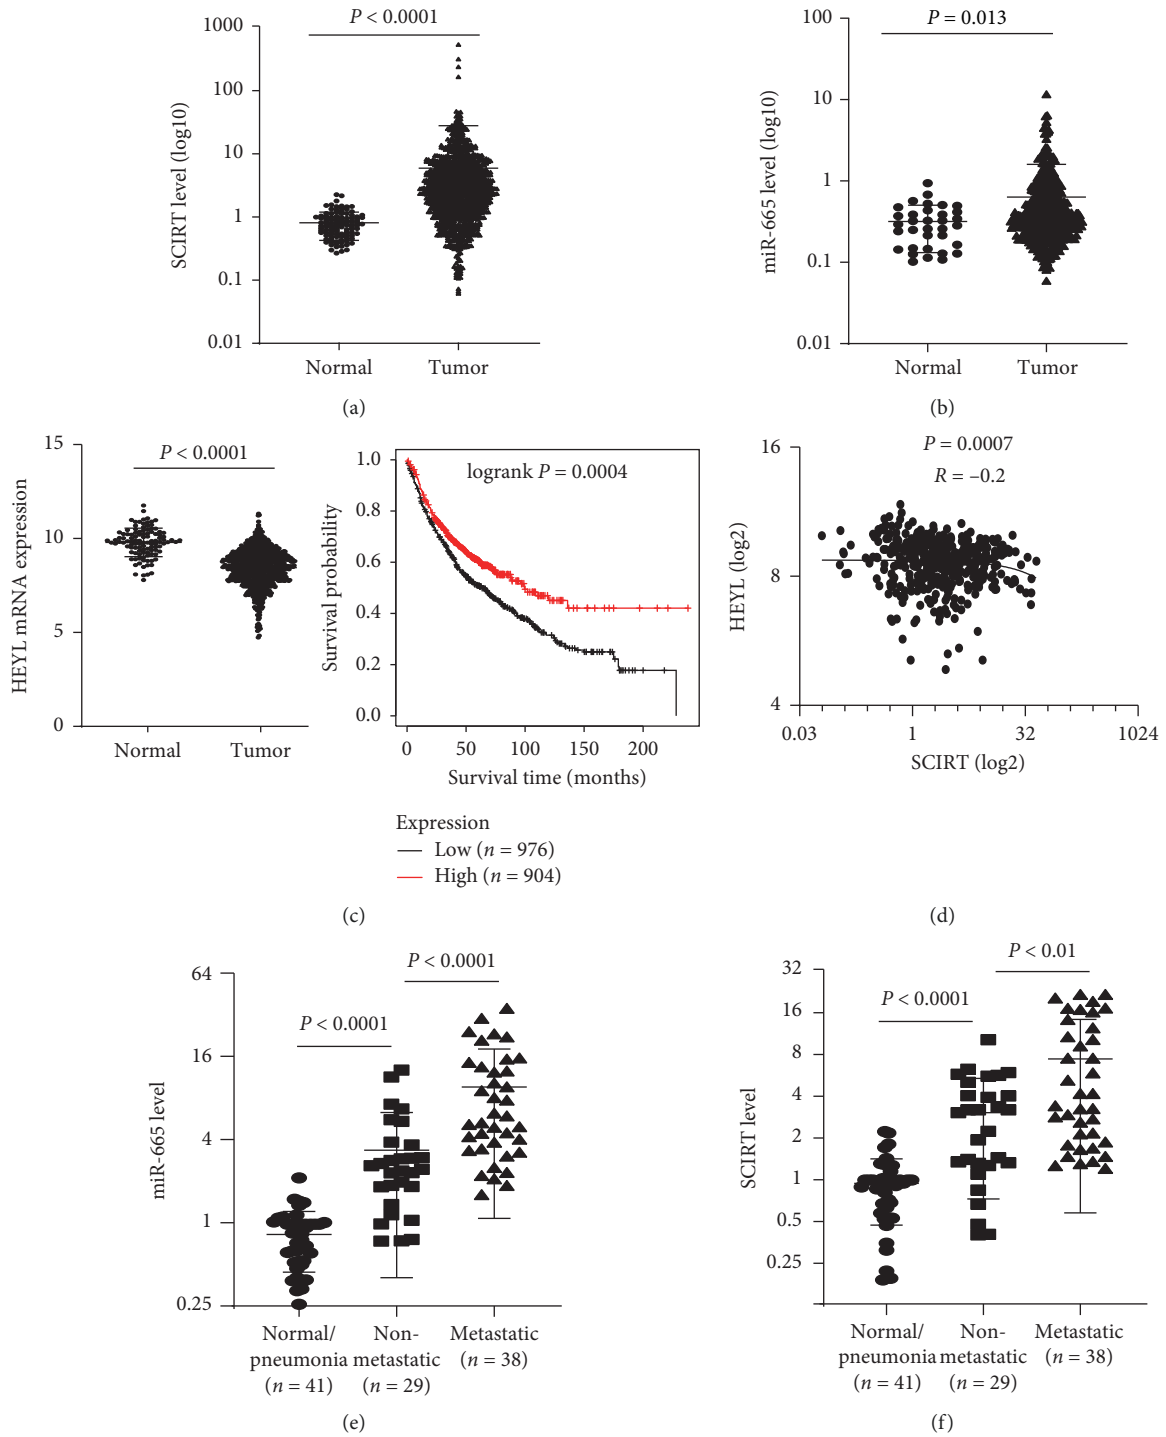 P < 0.0001
1000
100
10
1
0.1
0.01
SCIRT level (log10)
Normal
Tumor
(a)
P = 0.013
100
10
1
0.1
0.01
miR-665 level (log10)
Normal
Tumor
(b)
P < 0.0001
15
10
5
0
HEYL mRNA expression
Normal
Tumor
logrank P = 0.0004
1.0
0.8
0.6
0.4
0.2
0.0
Survival probability
0
50
100
150
200
Survival time (months)
Expression
Low (n = 976)
High (n = 904)
(c)
P = 0.0007
R = –0.2
16
8
4
HEYL (log2)
0.03
1
32
1024
SCIRT (log2)
(d)
P < 0.0001
P < 0.0001
64
16
4
1
0.25
miR-665 level
Normal/
pneumonia
(n = 41)
Non-
metastatic
(n = 29)
Metastatic
(n = 38)
(e)
P < 0.01
P < 0.0001
32
16
8
4
2
1
0.5
0.25
SCIRT level
Normal/
pneumonia
(n = 41)
Non-
metastatic
(n = 29)
Metastatic
(n = 38)
(f)